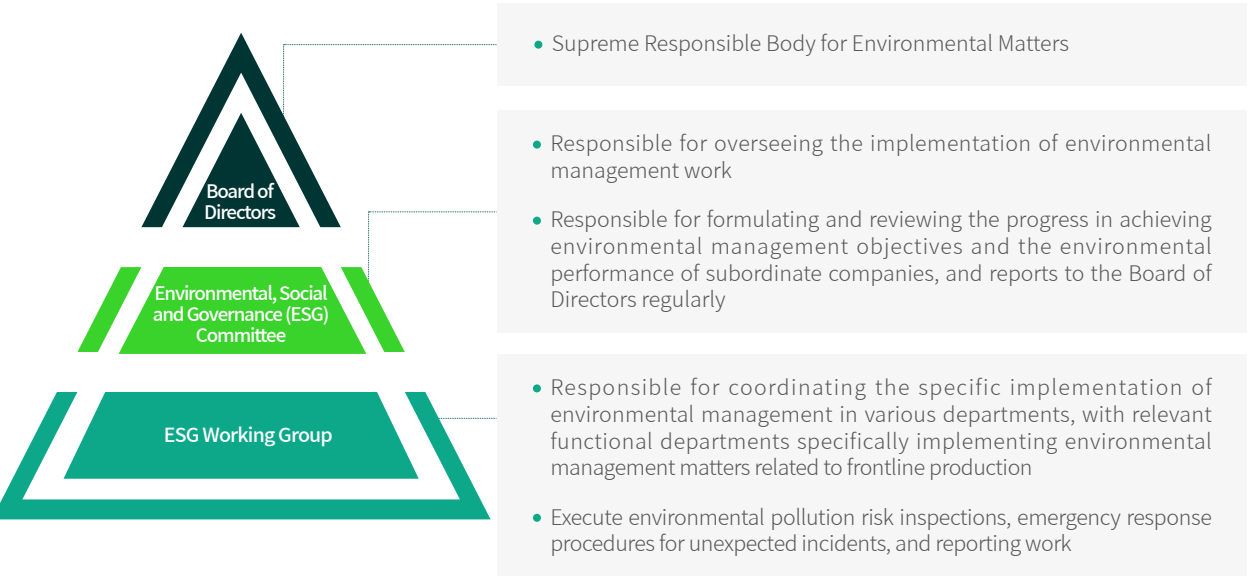 Supreme Responsible Body for Environmental Matters
Board of
Directors
Responsible for overseeing the implementation of environmental
management work
Responsible for formulating and reviewing the progress in achieving
environmental management objectives and the environmental
performance of subordinate companies, and reports to the Board of
Directors regularly
Environmental, Social
and Governance (ESG)
Committee
Responsible for coordinating the specific implementation of
environmental management in various departments, with relevant
functional departments specifically implementing environmental
management matters related to frontline production
Execute environmental pollution risk inspections, emergency response
procedures for unexpected incidents, and reporting work
ESG Working Group